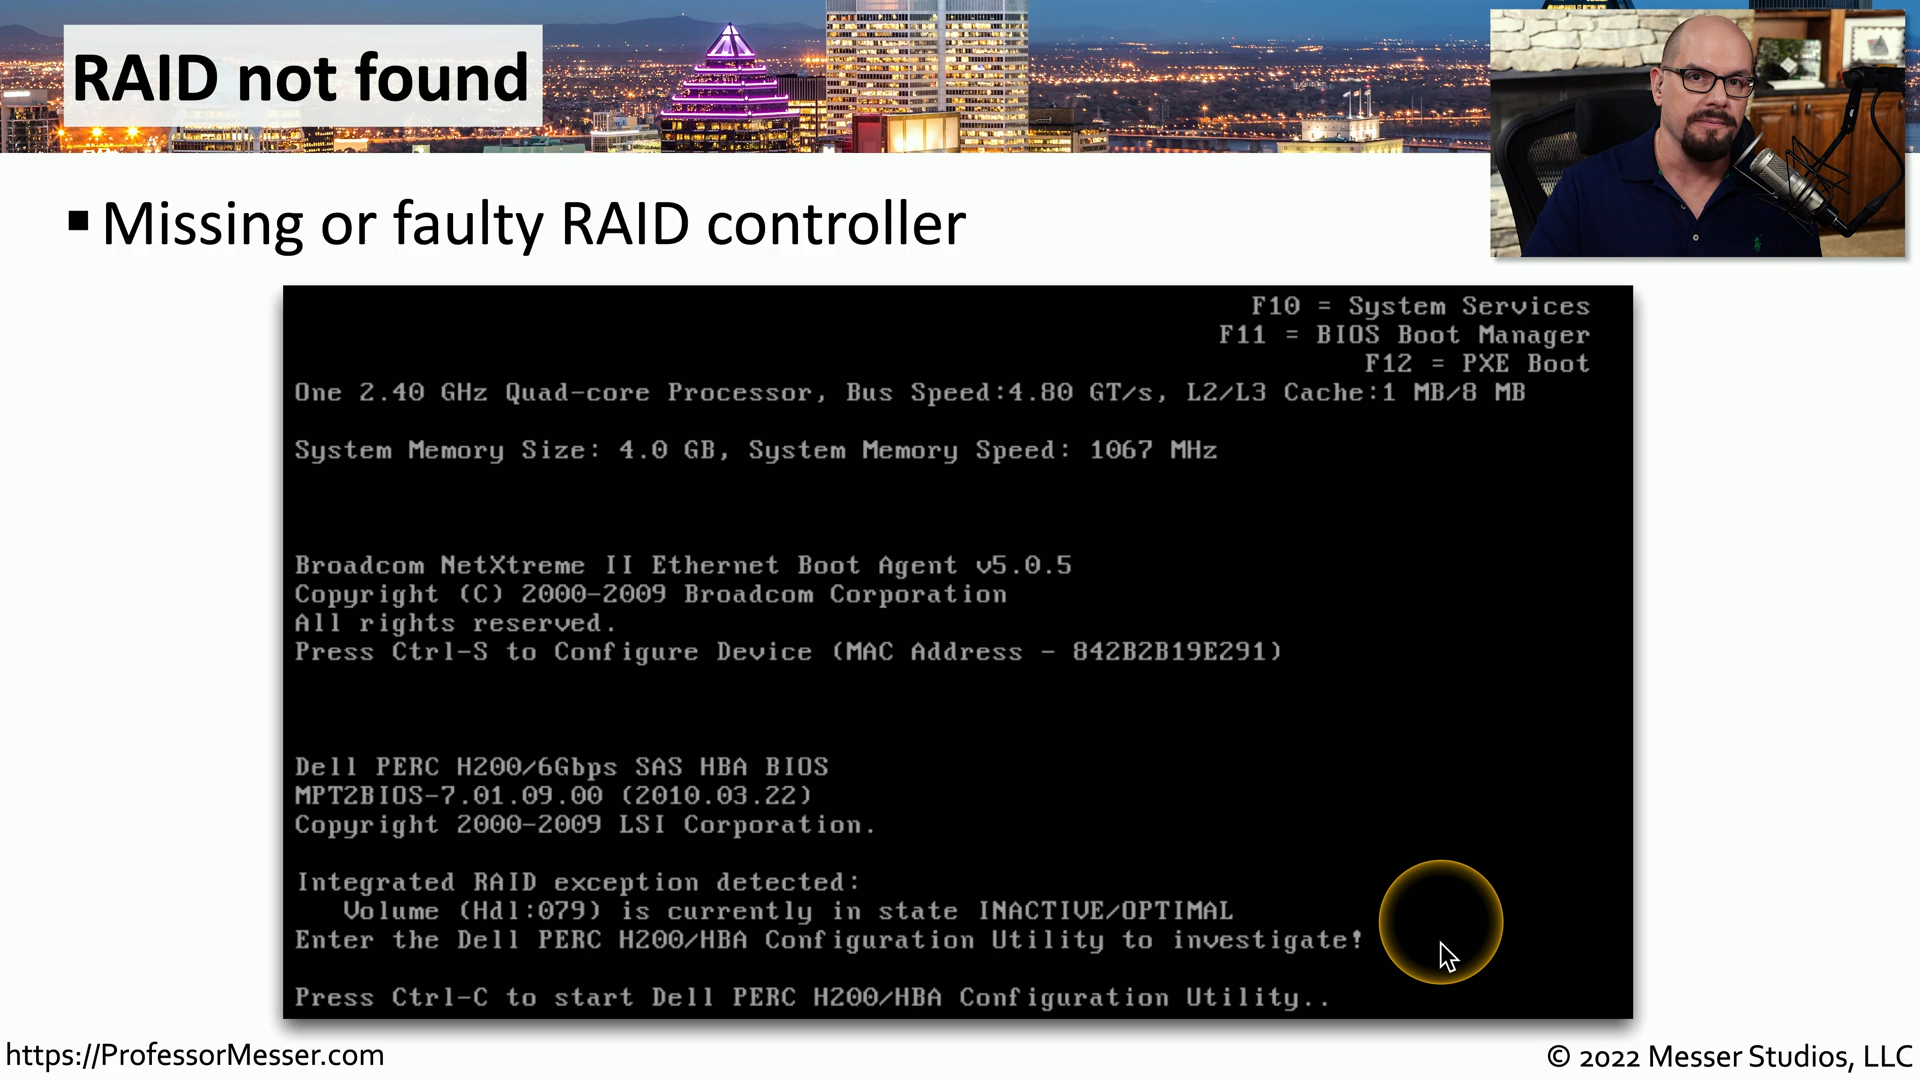 RAID not found
▪ Missing or faulty RAID controller
F10 = System Services
F11 = BIOS Boot Manager
F12 = PXE Boot
One 2.40 GHz Quad-core Processor, Bus Speed:4.80 GT/s, L2/L3 Cache:1 MB/8 MB
System Memory Size: 4.0 GB, System Memory Speed: 1067 MHz
Broadcom NetXtreme II Ethernet Boot Agent v5.0.5
Copyright (C) 2000-2009 Broadcom Corporation
All rights reserved.
Press Ctrl-S to Configure Device (MAC Address - 842B2B19E291)
Dell PERC H200/6Gbps SAS HBA BIOS
MPT2BIOS-7.01.09.00 (2010.03.22)
Copyright 2000-2009 LSI Corporation.
Integrated RAID exception detected:
Volume (Hdl:079) is currently in state INACTIVE/OPTIMAL
Enter the Dell PERC H200/HBA Configuration Utility to investigate!
Press Ctrl-C to start Dell PERC H200/HBA Configuration Utility..
https://ProfessorMesser.com
© 2022 Messer Studios, LLC